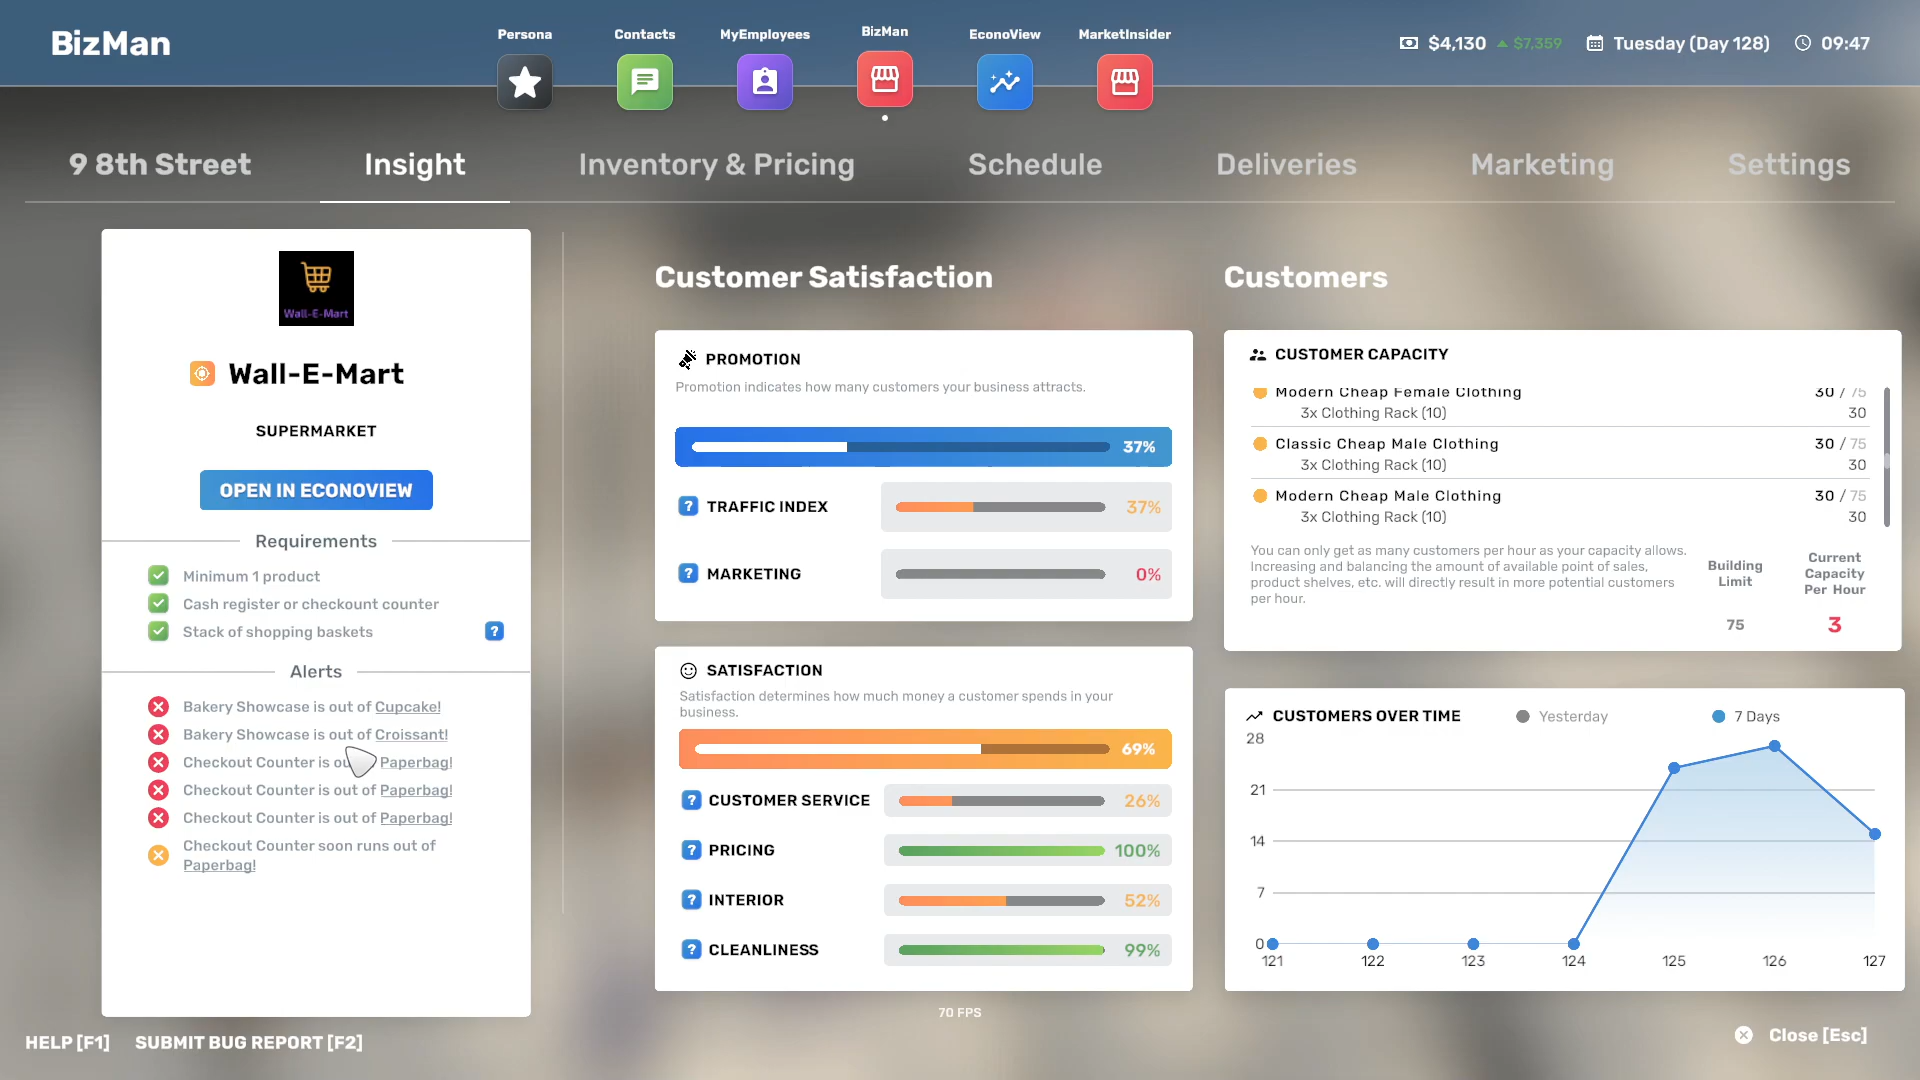 BizMan
Persona
Contacts
MyEmployees
BizMan
EconoView
MarketInsider
$4,130
$7,359
Tuesday (Day 128)
09:47
9 8th Street
Insight
Inventory & Pricing
Schedule
Deliveries
Marketing
Settings
Wall-E-Mart
Wall-E-Mart
SUPERMARKET
OPEN IN ECONOVIEW
Requirements
Minimum 1 product
Cash register or checkount counter
Stack of shopping baskets
?
Alerts
Bakery Showcase is out of Cupcake!
Bakery Showcase is out of Croissant!
Checkout Counter is ou Paperbag!
Checkout Counter is out of Paperbag!
Checkout Counter is out of Paperbag!
Checkout Counter soon runs out of
Paperbag!
Customer Satisfaction
PROMOTION
Promotion indicates how many customers your business attracts.
37%
? TRAFFIC INDEX 37%
? MARKETING 0%
SATISFACTION
Satisfaction determines how much money a customer spends in your
business.
69%
? CUSTOMER SERVICE 26%
? PRICING 100%
? INTERIOR 52%
? CLEANLINESS 99%
Customers
CUSTOMER CAPACITY
Modern Cheap Female Clothing 30 / 75
3x Clothing Rack (10) 30
Classic Cheap Male Clothing 30 / 75
3x Clothing Rack (10) 30
Modern Cheap Male Clothing 30 / 75
3x Clothing Rack (10) 30
You can only get as many customers per hour as your capacity allows.
Increasing and balancing the amount of available point of sales,
product shelves, etc. will directly result in more potential customers
per hour.
Building
Limit
75
Current
Capacity
Per Hour
3
CUSTOMERS OVER TIME
Yesterday
7 Days
28
21
14
7
0
121 122 123 124 125 126 127
70 FPS
HELP [F1]
SUBMIT BUG REPORT [F2]
Close [Esc]